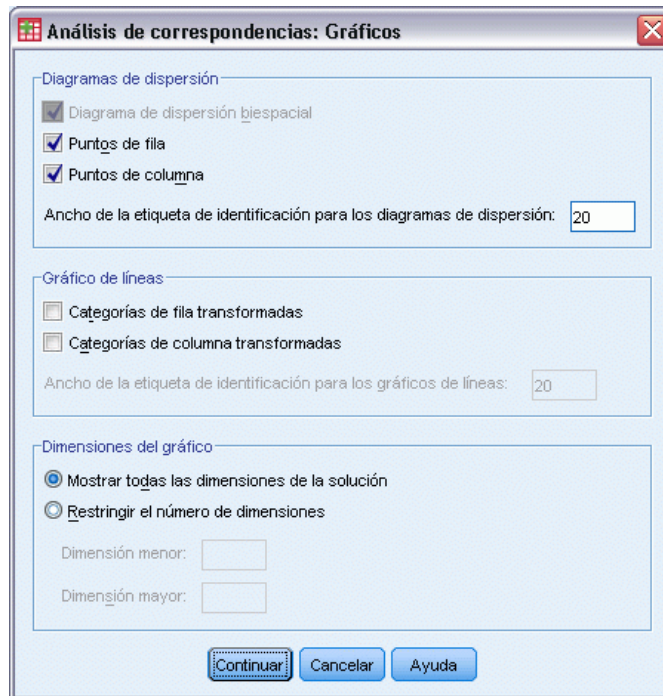 Análisis de correspondencias: Gráficos
Diagramas de dispersión
Diagrama de dispersión biespacial
Puntos de fila
Puntos de columna
Ancho de la etiqueta de identificación para los diagramas de dispersión: 20
Gráfico de líneas
Categorías de fila transformadas
Categorías de columna transformadas
Ancho de la etiqueta de identificación para los gráficos de líneas: 20
Dimensiones del gráfico
Mostrar todas las dimensiones de la solución
Restringir el número de dimensiones
Dimensión menor:
Dimensión mayor:
Continuar Cancelar Ayuda